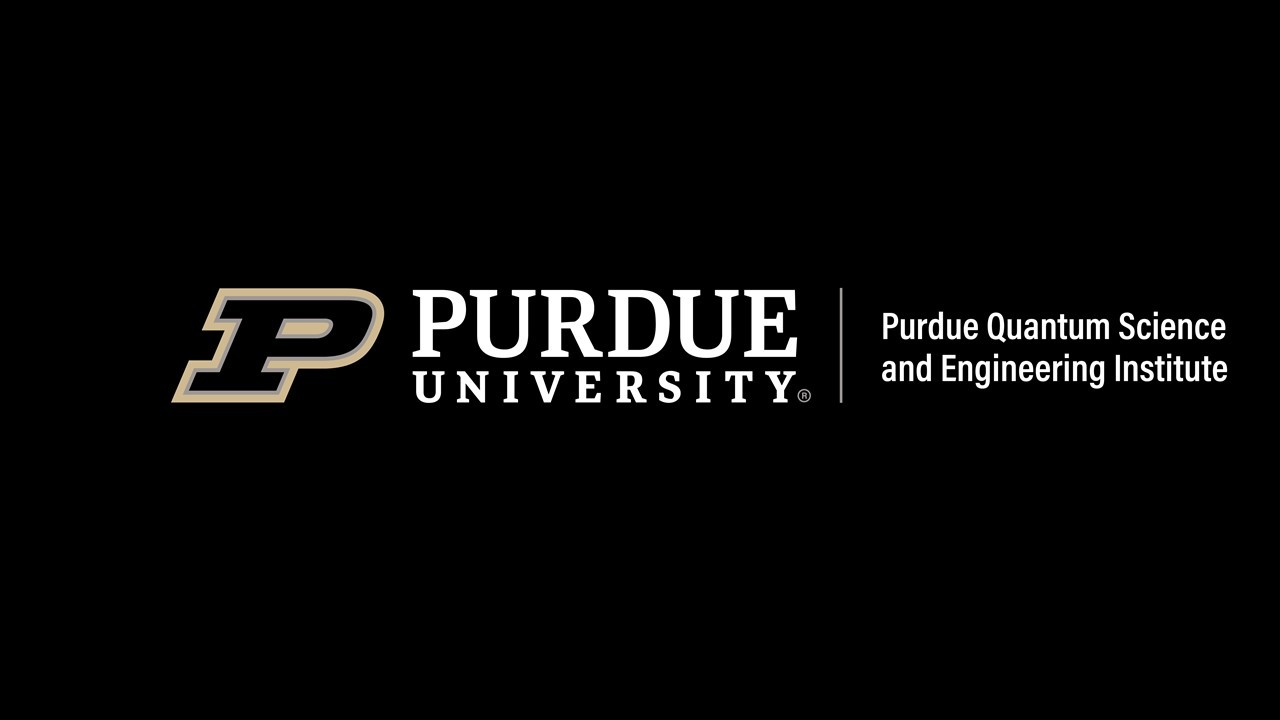 P
PURDUE
UNIVERSITY®
Purdue Quantum Science
and Engineering Institute